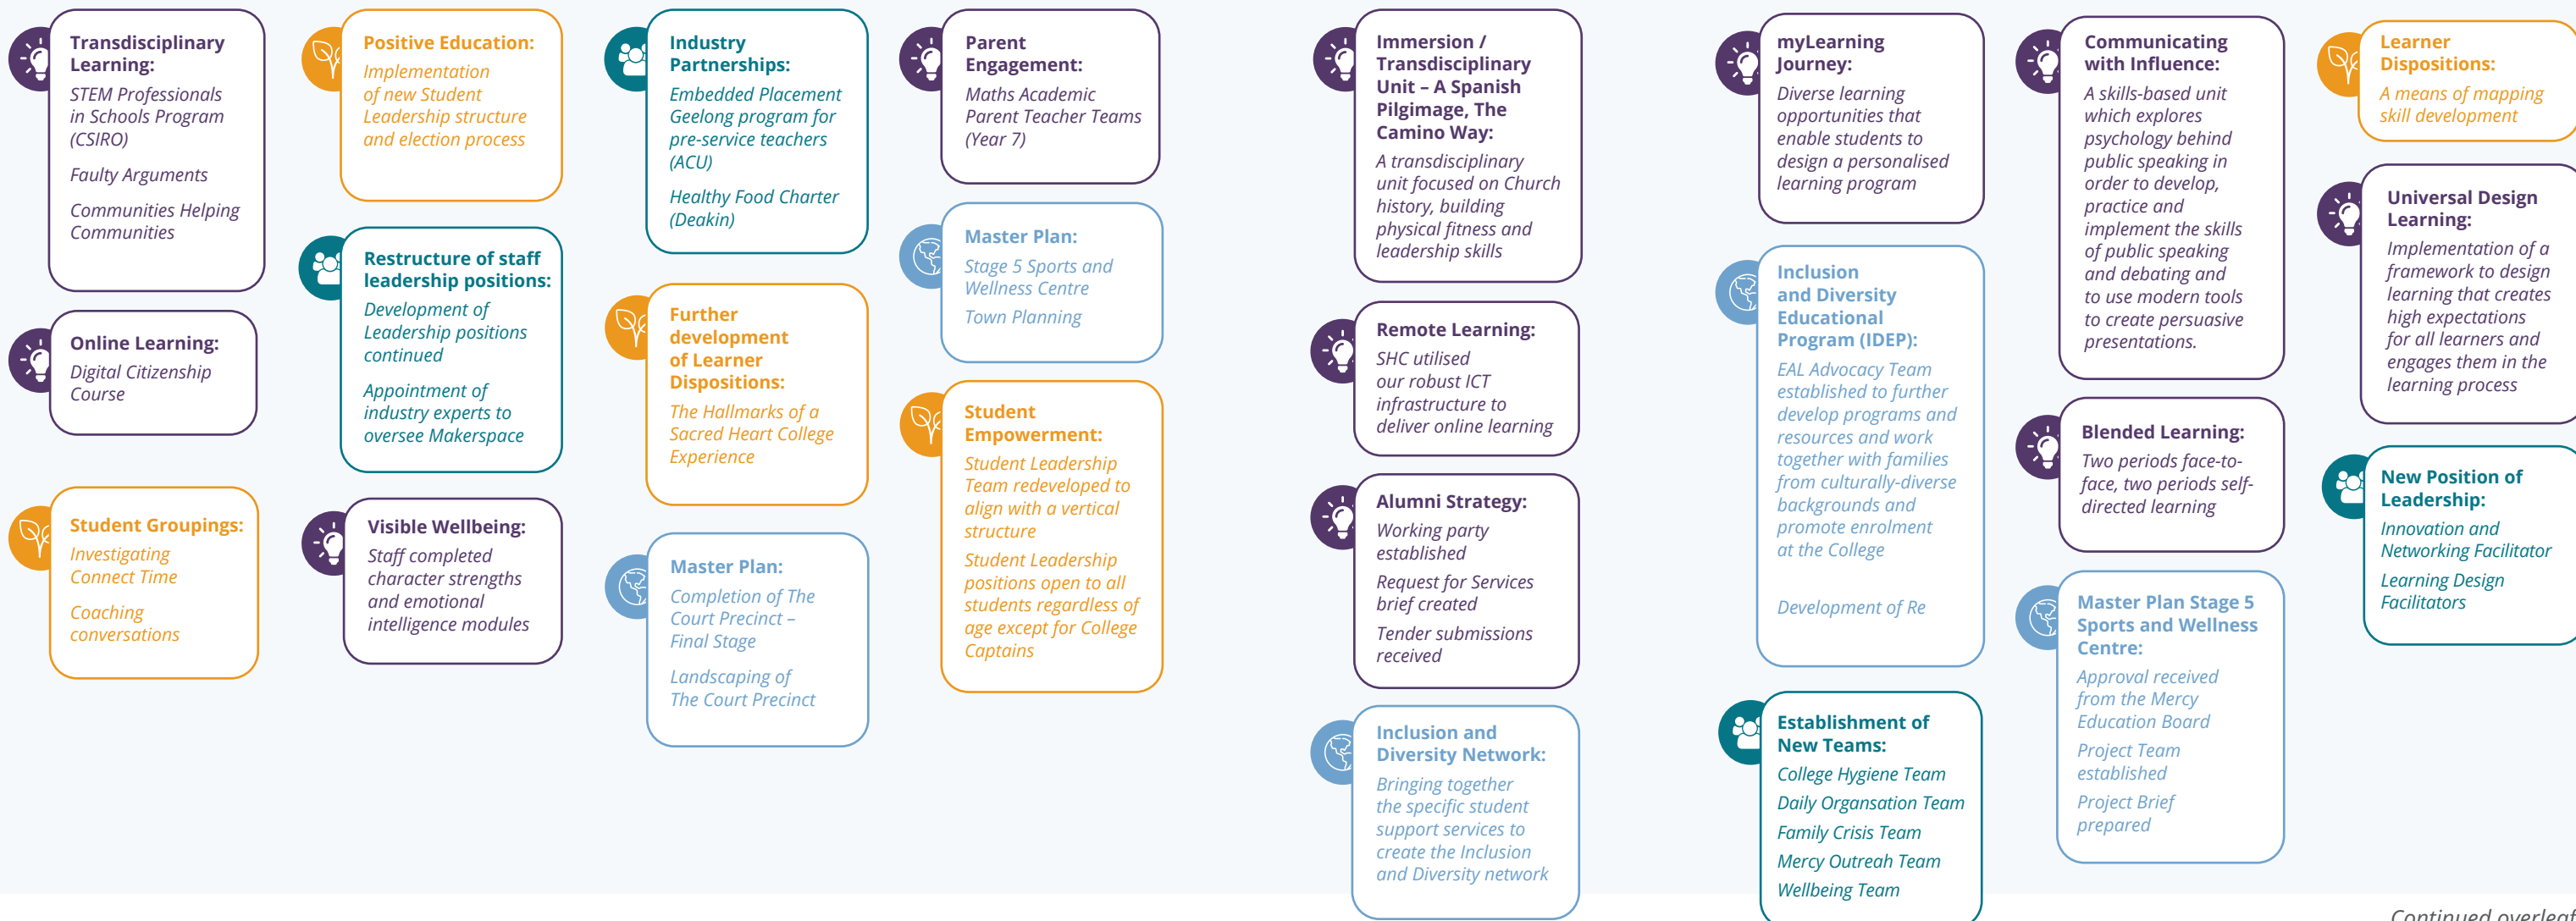 Transdisciplinary
Learning:
STEM Professionals
in Schools Program
(CSIRO)
Faulty Arguments
Communities Helping
Communities
Online Learning:
Digital Citizenship
Course
Student Groupings:
Investigating
Connect Time
Coaching
conversations
Positive Education:
Implementation
of new Student
Leadership structure
and election process
Restructure of staff
leadership positions:
Development of
Leadership positions
continued
Appointment of
industry experts to
oversee Makerspace
Visible Wellbeing:
Staff completed
character strengths
and emotional
intelligence modules
Industry
Partnerships:
Embedded Placement
Geelong program for
pre-service teachers
(ACU)
Healthy Food Charter
(Deakin)
Further
development
of Learner
Dispositions:
The Hallmarks of a
Sacred Heart College
Experience
Master Plan:
Completion of The
Court Precinct –
Final Stage
Landscaping of
The Court Precinct
Parent
Engagement:
Maths Academic
Parent Teacher Teams
(Year 7)
Master Plan:
Stage 5 Sports and
Wellness Centre
Town Planning
Student
Empowerment:
Student Leadership
Team redeveloped to
align with a vertical
structure
Student Leadership
positions open to all
students regardless of
age except for College
Captains
Immersion /
Transdisciplinary
Unit – A Spanish
Pilgimage, The
Camino Way:
A transdisciplinary
unit focused on Church
history, building
physical fitness and
leadership skills
Remote Learning:
SHC utilised
our robust ICT
infrastructure to
deliver online learning
Alumni Strategy:
Working party
established
Request for Services
brief created
Tender submissions
received
Inclusion and
Diversity Network:
Bringing together
the specific student
support services to
create the Inclusion
and Diversity network
myLearning
Journey:
Diverse learning
opportunities that
enable students to
design a personalised
learning program
Inclusion
and Diversity
Educational
Program (IDEP):
EAL Advocacy Team
established to further
develop programs and
resources and work
together with families
from culturally-diverse
backgrounds and
promote enrolment
at the College
Development of Re
Establishment of
New Teams:
College Hygiene Team
Daily Organsation Team
Family Crisis Team
Mercy Outreah Team
Wellbeing Team
Communicating
with Influence:
A skills-based unit
which explores
psychology behind
public speaking in
order to develop,
practice and
implement the skills
of public speaking
and debating and
to use modern tools
to create persuasive
presentations.
Blended Learning:
Two periods face-to-
face, two periods self-
directed learning
Master Plan Stage 5
Sports and Wellness
Centre:
Approval received
from the Mercy
Education Board
Project Team
established
Project Brief
prepared
Learner
Dispositions:
A means of mapping
skill development
Universal Design
Learning:
Implementation of a
framework to design
learning that creates
high expectations
for all learners and
engages them in the
learning process
New Position of
Leadership:
Innovation and
Networking Facilitator
Learning Design
Facilitators
Continued overleaf